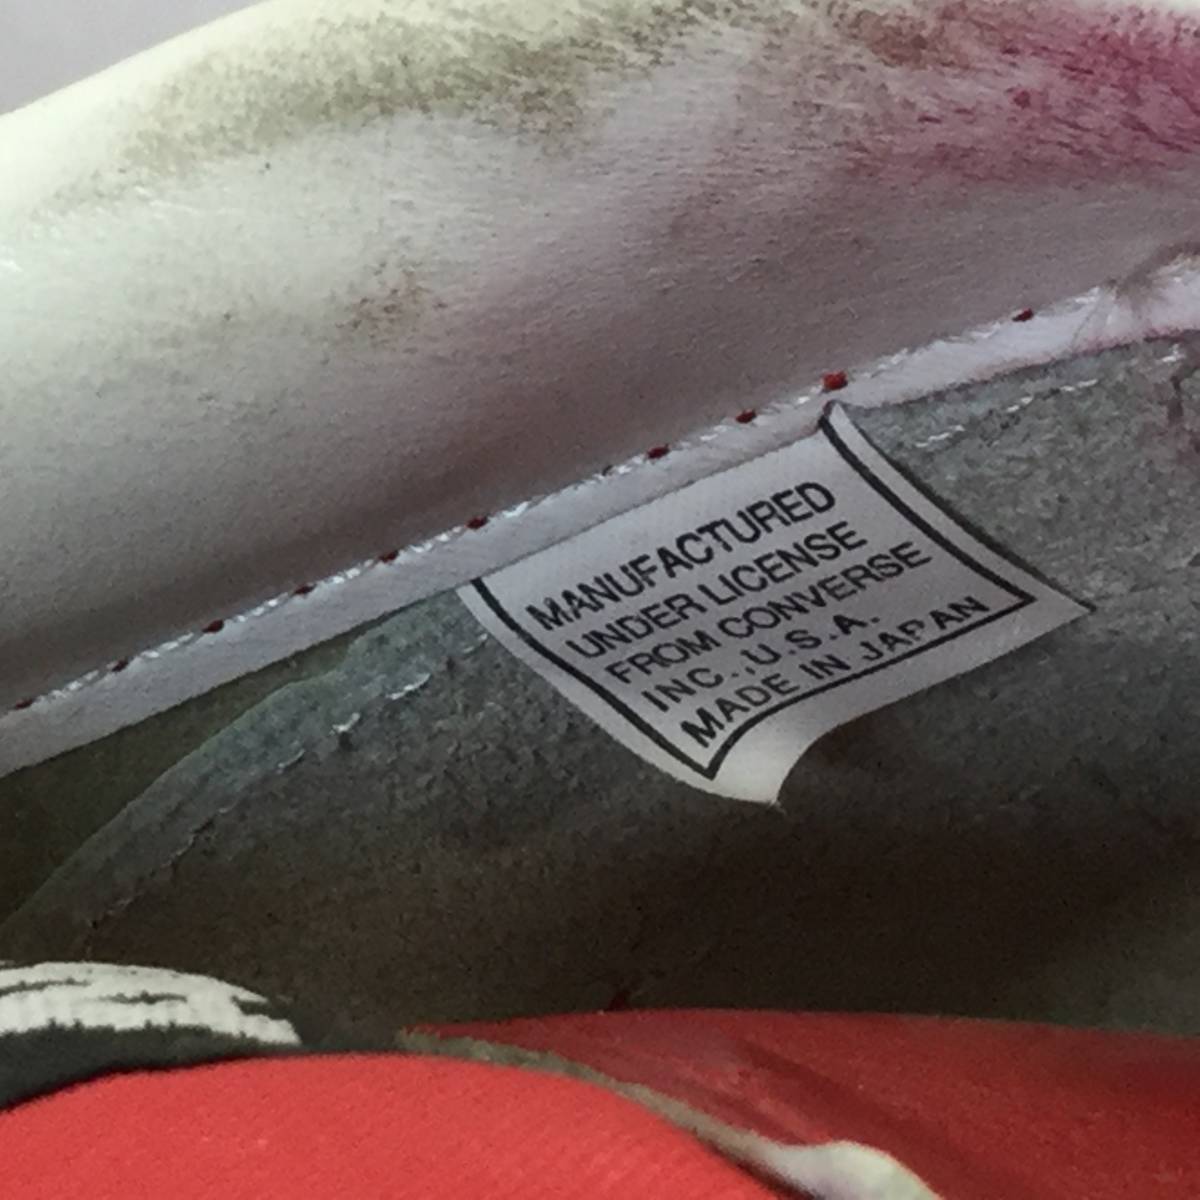 MANUFACTURED
UNDER LICENSE
FROM CONVERSE
INC.,U.S.A.
MADE IN JAPAN